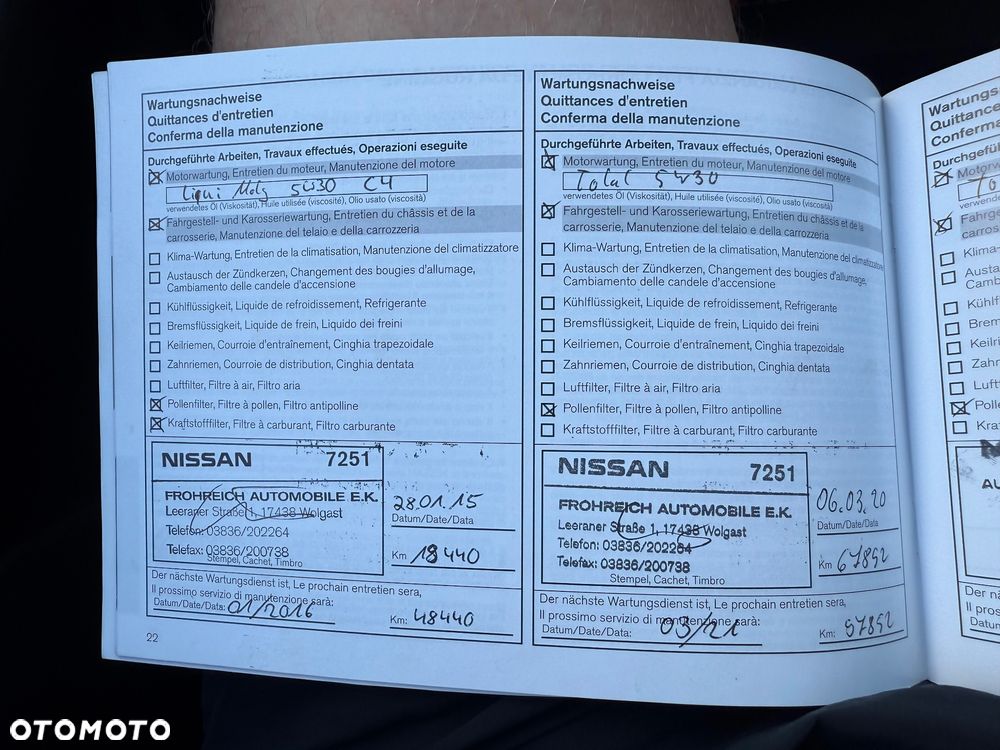 Wartungsnachweise
Quittances d'entretien
Conferma della manutenzione
Durchgeführte Arbeiten, Travaux effectués, Operazioni eseguite
Motorwartung, Entretien du moteur, Manutenzione del motore
Liqui Moly 5W30 C4
verwendetes Öl (Viskosität), Huile utilisée (viscosité), Olio usato (viscosità)
Fahrgestell- und Karosseriewartung, Entretien du châssis et de la
carrosserie, Manutenzione del telaio e della carrozzeria
Klima-Wartung, Entretien de la climatisation, Manutenzione del climatizzatore
Austausch der Zündkerzen, Changement des bougies d'allumage,
Cambiamento delle candele d'accensione
Kühlflüssigkeit, Liquide de refroidissement, Refrigerante
Bremsflüssigkeit, Liquide de frein, Liquido dei freini
Keilriemen, Courroie d'entraînement, Cinghia trapezoidale
Zahnriemen, Courroie de distribution, Cinghia dentata
Luftfilter, Filtre à air, Filtro aria
Pollenfilter, Filtre à pollen, Filtro antipolline
Kraftstofffilter, Filtre à carburant, Filtro carburante
NISSAN 7251
FROHREICH AUTOMOBILE E.K.
Leeraner Straße 1, 17438 Wolgast
Telefon: 03836/202264
Telefax: 03836/200738
Stempel, Cachet, Timbro
28.01.15
Datum/Date/Data
Km 18440
Der nächste Wartungsdienst ist, Le prochain entretien sera,
Il prossimo servizio di manutenzione sarà:
Datum/Date/Data: 01/2016
Km: 48440
22
Wartungsnachweise
Quittances d'entretien
Conferma della manutenzione
Durchgeführte Arbeiten, Travaux effectués, Operazioni eseguite
Motorwartung, Entretien du moteur, Manutenzione del motore
Total 5W30
verwendetes Öl (Viskosität), Huile utilisée (viscosité), Olio usato (viscosità)
Fahrgestell- und Karosseriewartung, Entretien du châssis et de la
carrosserie, Manutenzione del telaio e della carrozzeria
Klima-Wartung, Entretien de la climatisation, Manutenzione del climatizzatore
Austausch der Zündkerzen, Changement des bougies d'allumage,
Cambiamento delle candele d'accensione
Kühlflüssigkeit, Liquide de refroidissement, Refrigerante
Bremsflüssigkeit, Liquide de frein, Liquido dei freini
Keilriemen, Courroie d'entraînement, Cinghia trapezoidale
Zahnriemen, Courroie de distribution, Cinghia dentata
Luftfilter, Filtre à air, Filtro aria
Pollenfilter, Filtre à pollen, Filtro antipolline
Kraftstofffilter, Filtre à carburant, Filtro carburante
NISSAN 7251
FROHREICH AUTOMOBILE E.K.
Leeraner Straße 1, 17438 Wolgast
Telefon: 03836/202264
Telefax: 03836/200738
Stempel, Cachet, Timbro
06.03.20
Datum/Date/Data
Km 67892
Der nächste Wartungsdienst ist, Le prochain entretien sera,
Il prossimo servizio di manutenzione sarà:
Datum/Date/Data: 03/21
Km: 97892
OTOMOTO